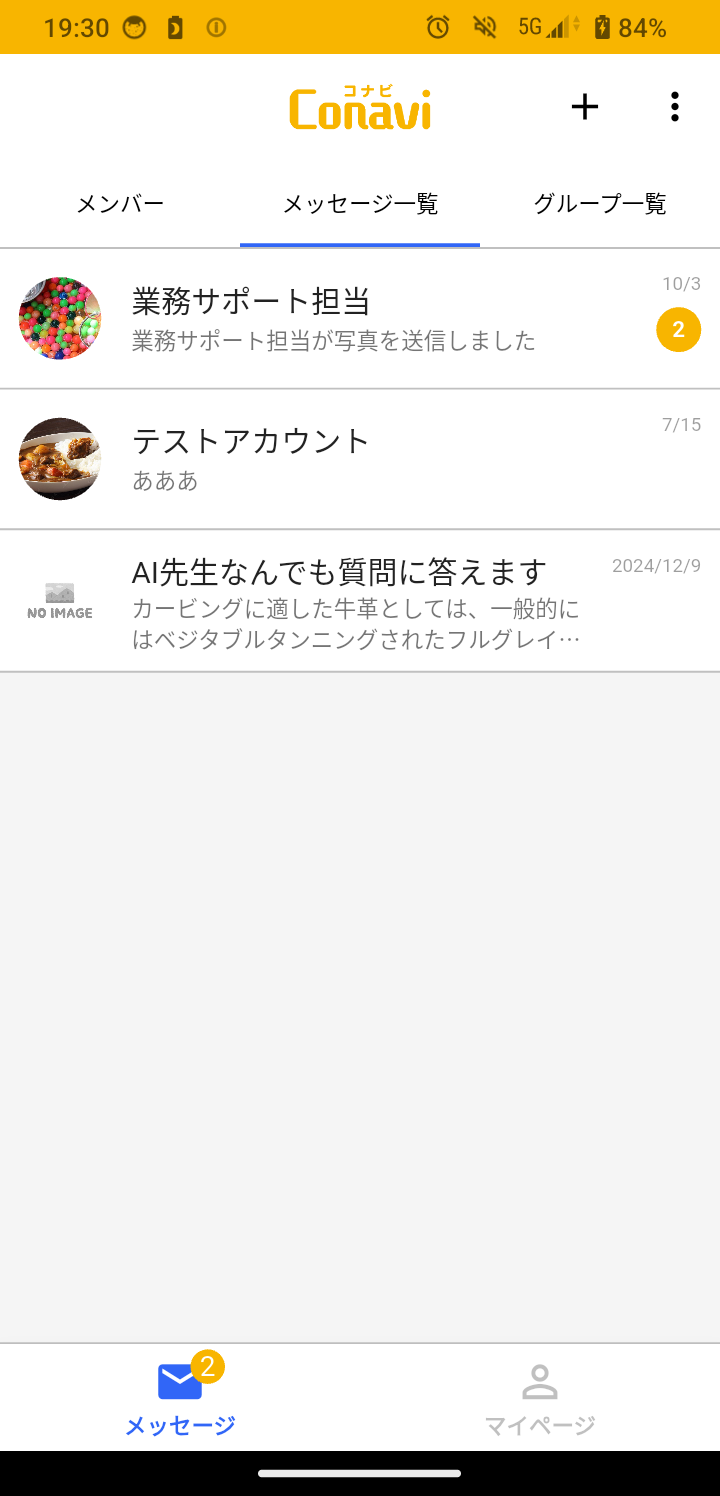 19:30
5G
84%
コナビ
Conavi
メンバー
メッセージ一覧
グループ一覧
業務サポート担当
10/3
業務サポート担当が写真を送信しました
2
テストアカウント
7/15
あああ
AI先生なんでも質問に答えます
2024/12/9
NO IMAGE
カービングに適した牛革としては、一般的に
はベジタブルタンニングされたフルグレイ…
2
メッセージ
マイページ